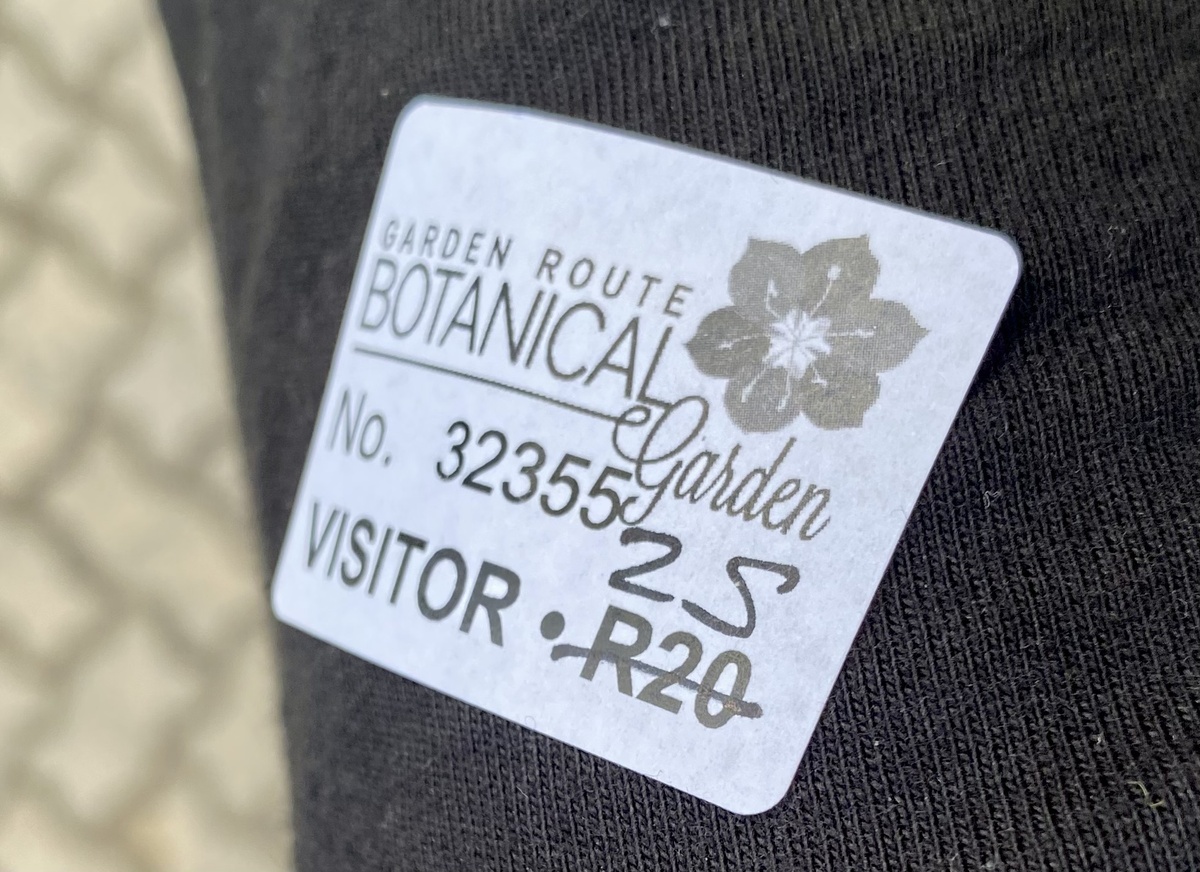 GARDEN ROUTE
BOTANICAL
Garden
No. 32355
25
VISITOR • R20